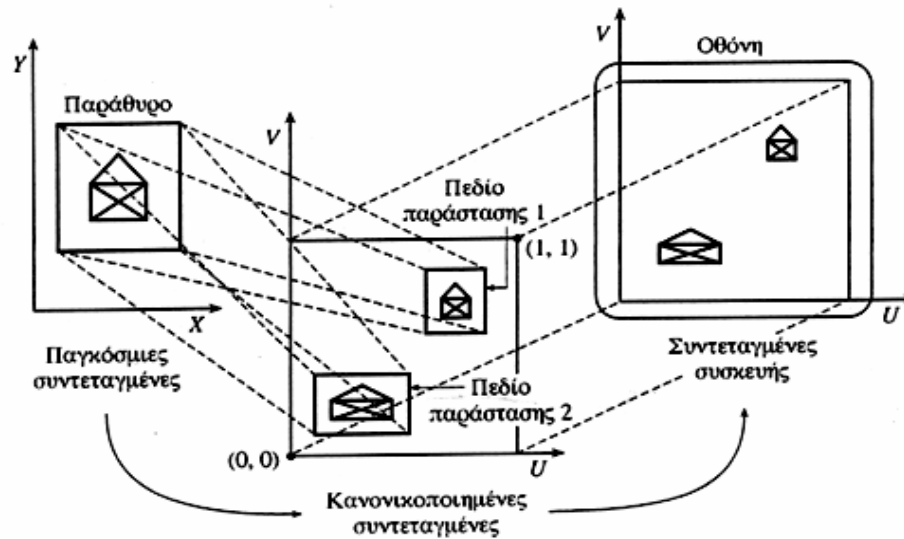 Y
Παράθυρο
X
Παγκόσμιες
συντεταγμένες
V
Πεδίο
παράστασης 1
(1, 1)
Πεδίο
παράστασης 2
(0, 0)
U
Κανονικοποιημένες
συντεταγμένες
V
Οθόνη
U
Συντεταγμένες
συσκευής